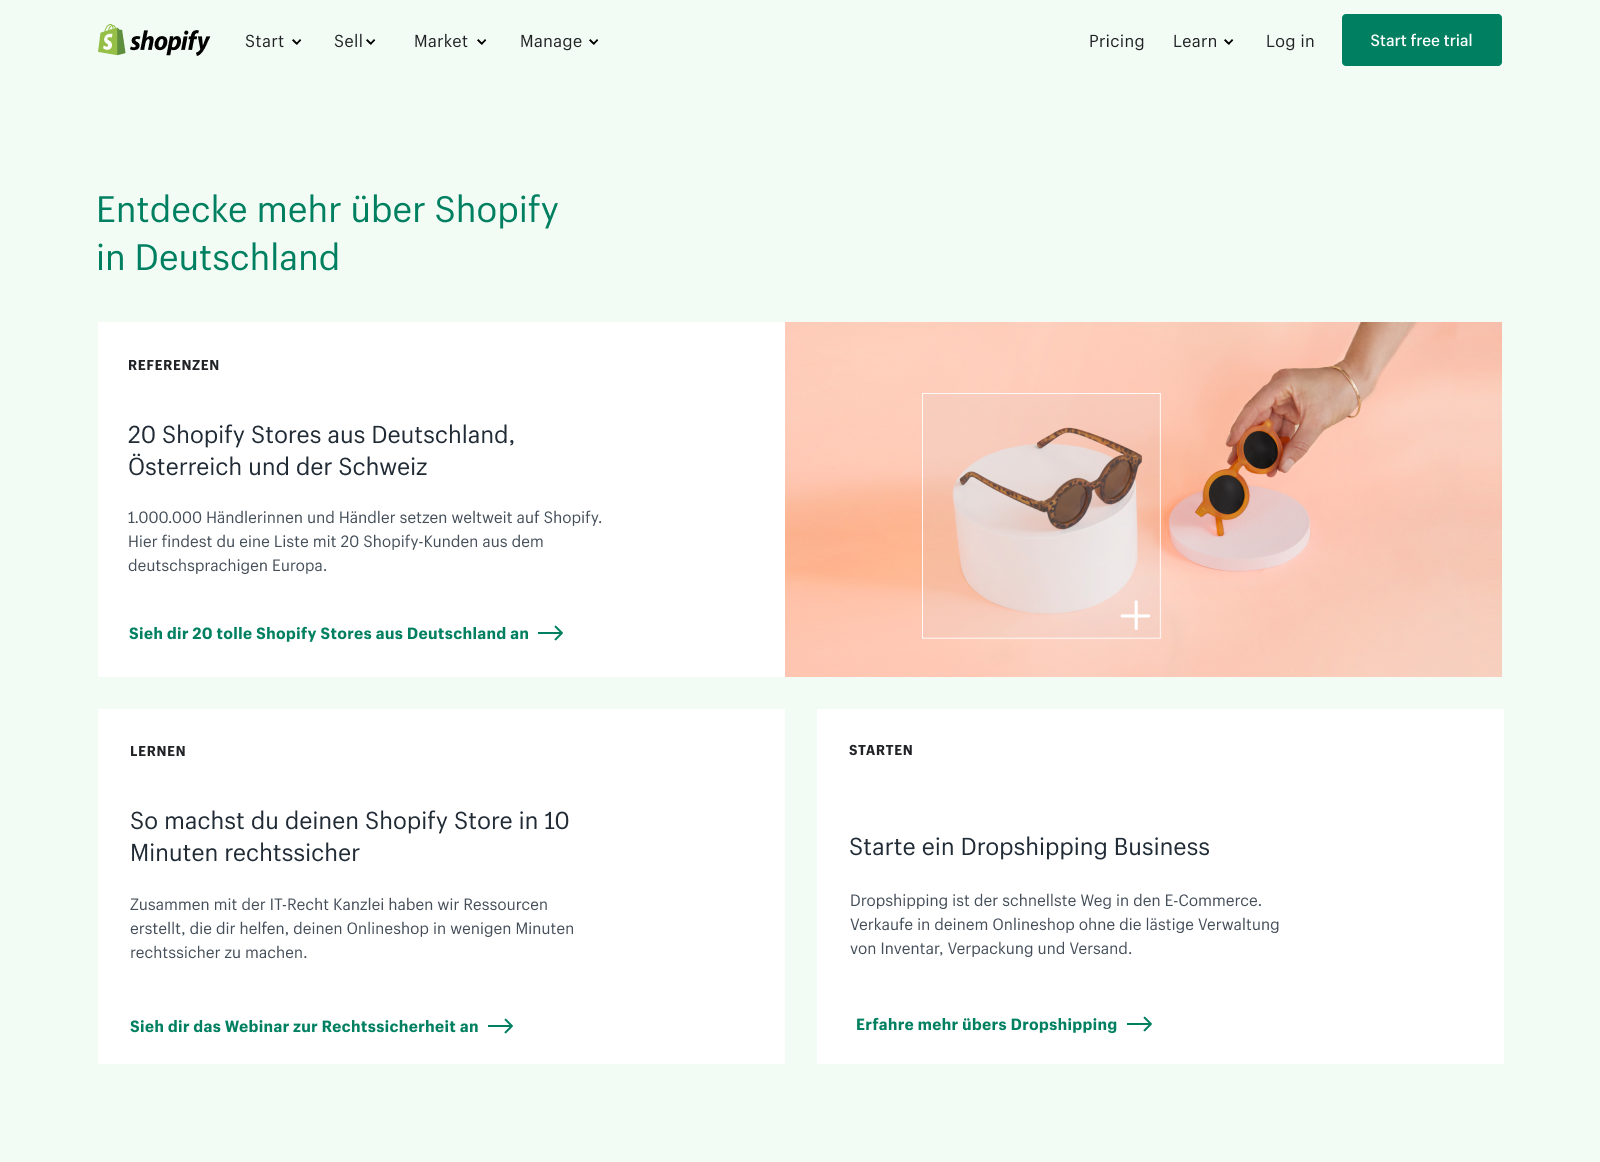 shopify
Start
Sell
Market
Manage
Pricing
Learn
Log in
Start free trial
Entdecke mehr über Shopify
in Deutschland
REFERENZEN
20 Shopify Stores aus Deutschland,
Österreich und der Schweiz
1.000.000 Händlerinnen und Händler setzen weltweit auf Shopify.
Hier findest du eine Liste mit 20 Shopify-Kunden aus dem
deutschsprachigen Europa.
Sieh dir 20 tolle Shopify Stores aus Deutschland an
LERNEN
So machst du deinen Shopify Store in 10
Minuten rechtssicher
Zusammen mit der IT-Recht Kanzlei haben wir Ressourcen
erstellt, die dir helfen, deinen Onlineshop in wenigen Minuten
rechtssicher zu machen.
Sieh dir das Webinar zur Rechtssicherheit an
STARTEN
Starte ein Dropshipping Business
Dropshipping ist der schnellste Weg in den E-Commerce.
Verkaufe in deinem Onlineshop ohne die lästige Verwaltung
von Inventar, Verpackung und Versand.
Erfahre mehr übers Dropshipping